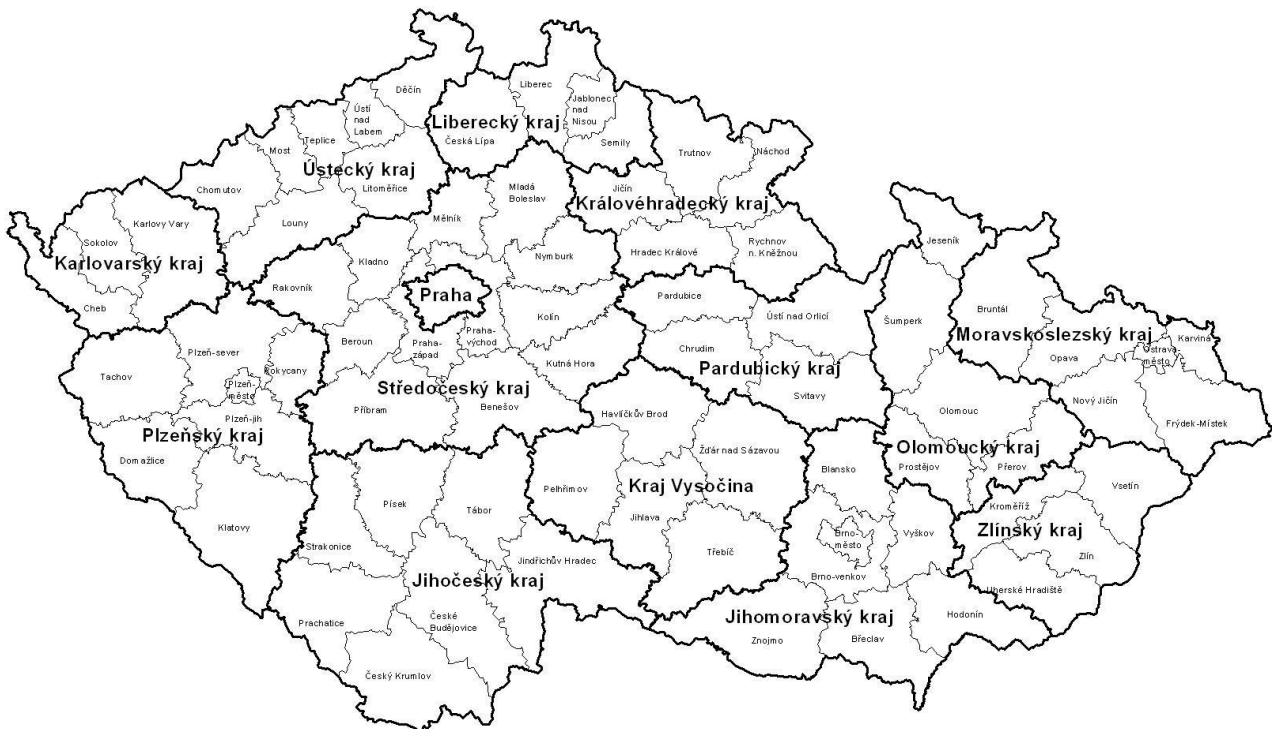 Děčín
Liberec
Ústí
nad
Labem
Jablonec
nad
Nisou
Liberecký kraj
Česká Lípa
Teplice
Most
Semily
Trutnov
Náchod
Ústecký kraj
Chomutov
Litoměřice
Jičín
Mladá
Boleslav
Královéhradecký kraj
Karlovy Vary
Louny
Mělník
Sokolov
Karlovarský kraj
Cheb
Kladno
Rakovník
Nymburk
Hradec Králové
Rychnov
n. Kněžnou
Jeseník
Praha
Pardubice
Kolín
Ústí nad Orlicí
Šumperk
Bruntál
Moravskoslezský kraj
Karviná
Ostrava-
město
Opava
Plzeň-sever
Beroun
Praha-
západ
Praha-
východ
Chrudim
Tachov
Rokycany
Plzeň-
město
Kutná Hora
Pardubický kraj
Středočeský kraj
Svitavy
Příbram
Benešov
Nový Jičín
Olomouc
Havlíčkův Brod
Frýdek-Místek
Plzeň-jih
Plzeňský kraj
Domažlice
Žďár nad Sázavou
Olomoucký kraj
Blansko
Prostějov
Přerov
Vsetín
Kraj Vysočina
Pelhřimov
Písek
Tábor
Kroměříž
Jihlava
Klatovy
Vyškov
Zlínský kraj
Brno-
město
Třebíč
Strakonice
Zlín
Jindřichův Hradec
Jihočeský kraj
Brno-venkov
Uherské Hradiště
České
Budějovice
Prachatice
Jihomoravský kraj
Hodonín
Znojmo
Břeclav
Český Krumlov